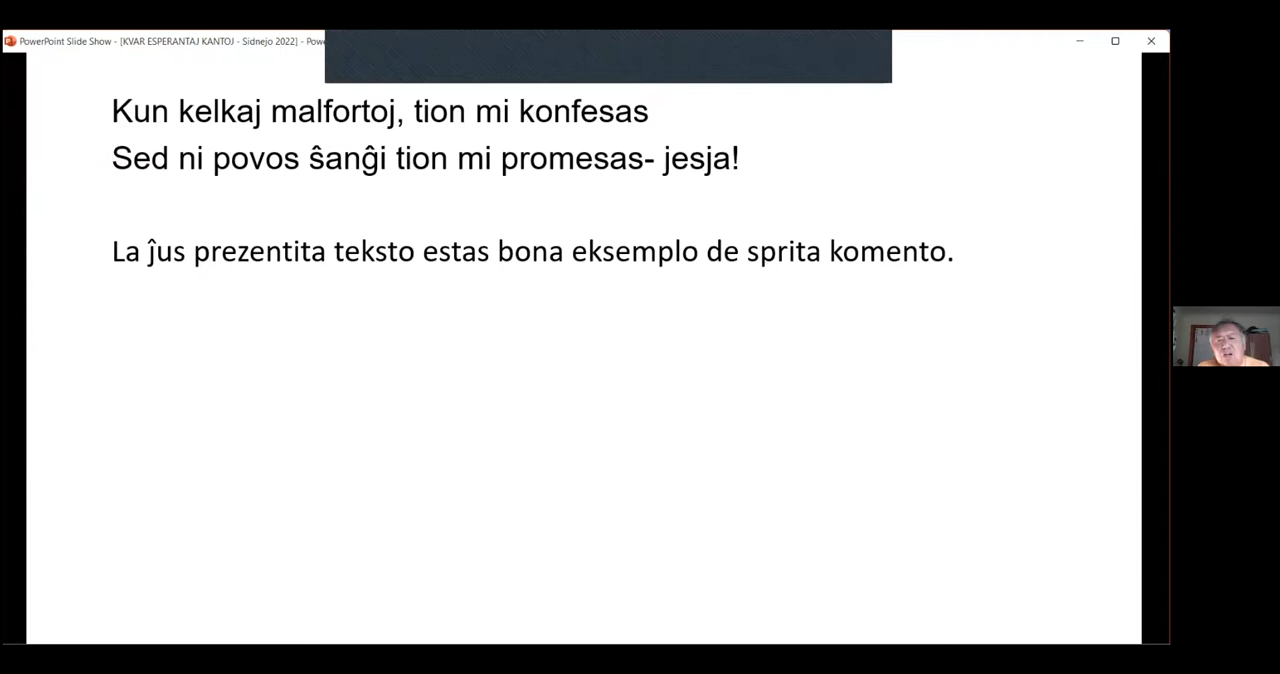 PowerPoint Slide Show - [KVAR ESPERANTAJ KANTOJ - Sidnejo 2022] -
Kun kelkaj malfortoj, tion mi konfesas
Sed ni povos ŝanĝi tion mi promesas- jesja!
La ĵus prezentita teksto estas bona eksemplo de sprita komento.